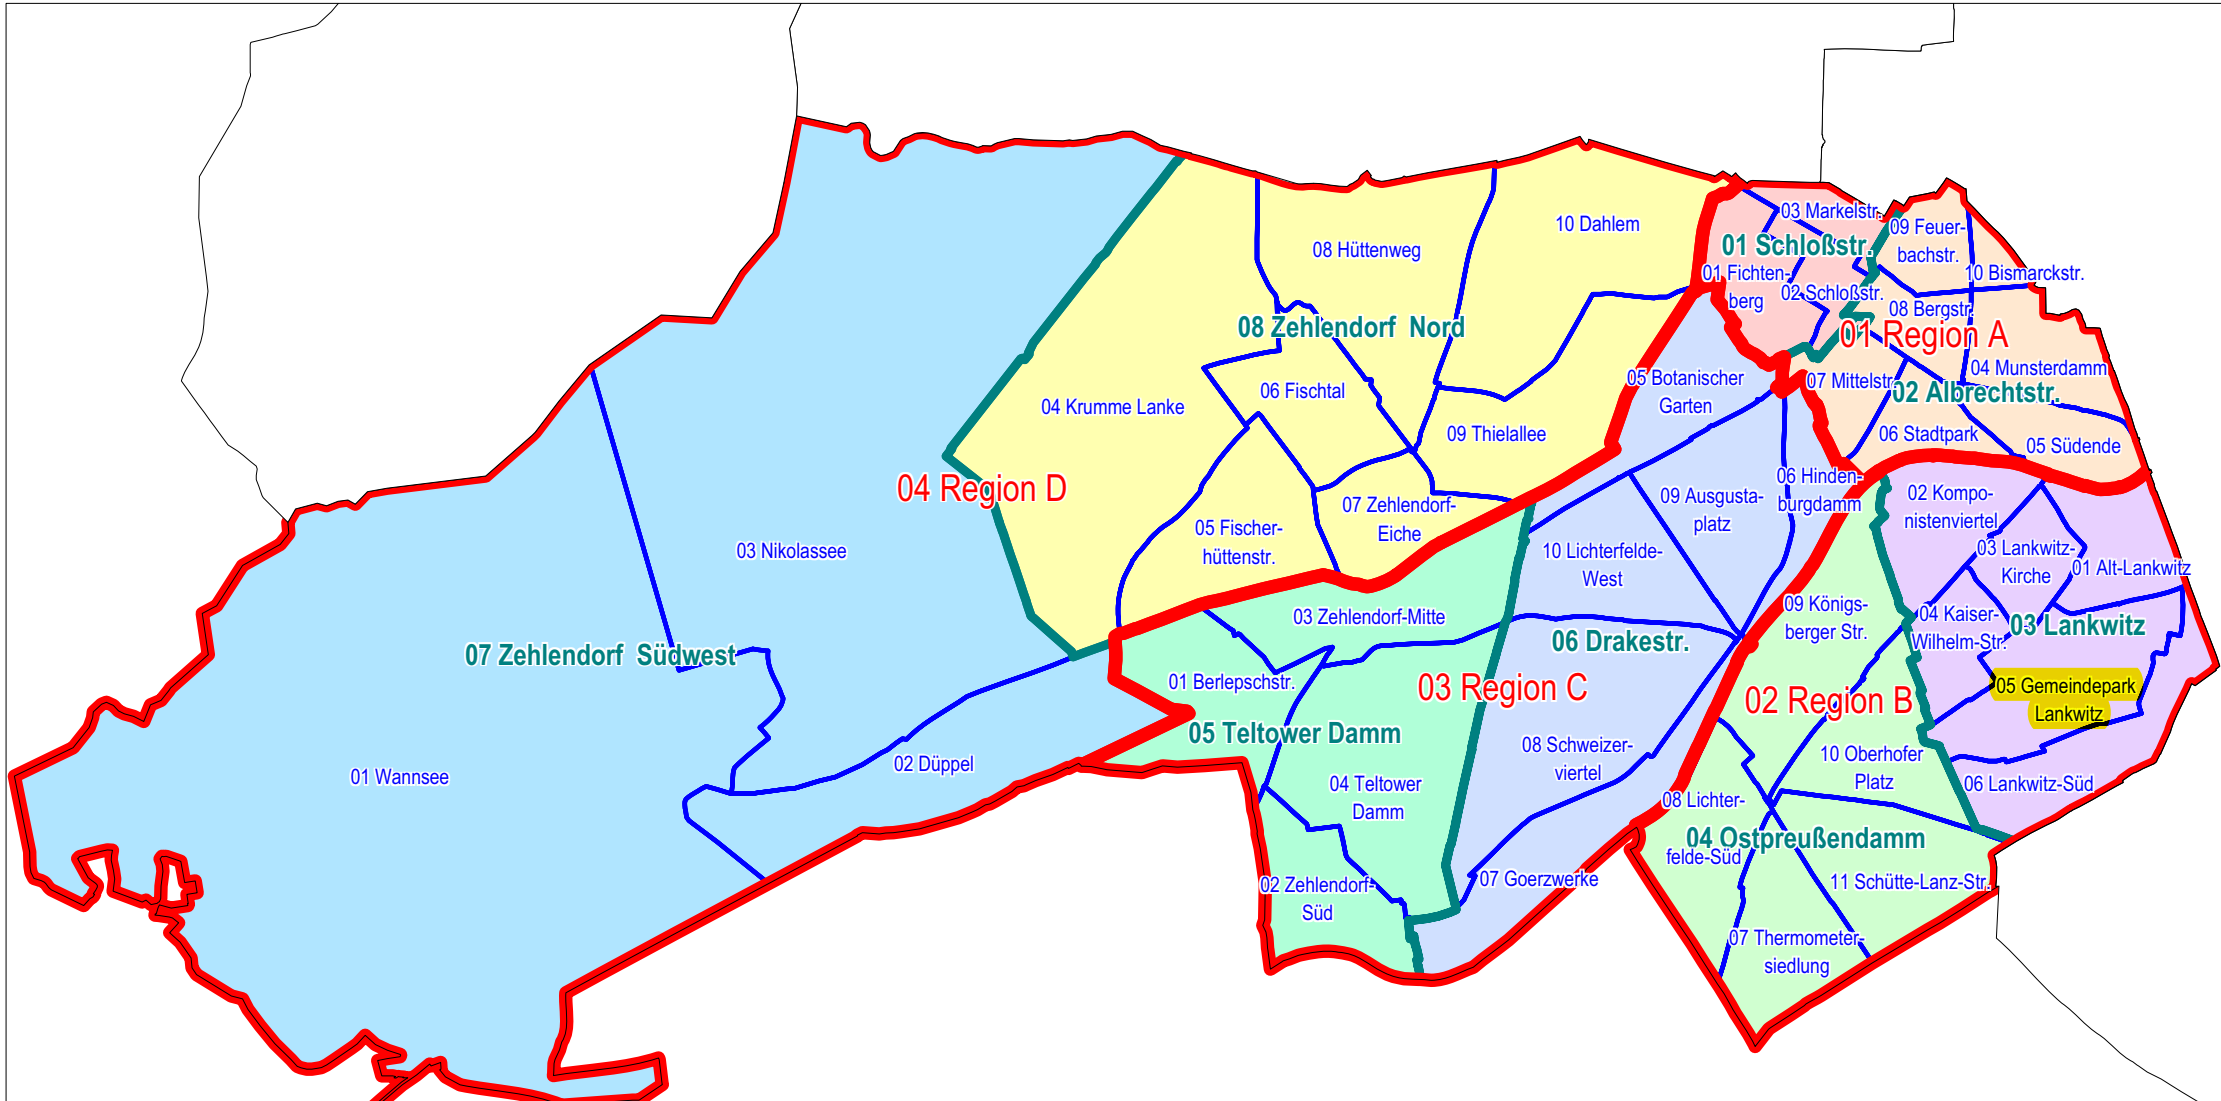 03 Markelstr.
10 Dahlem
09 Feuer-
bachstr.
01 Schloßstr.
08 Hüttenweg
01 Fichten-
berg
10 Bismarckstr.
02 Schloßstr.
08 Bergstr.
08 Zehlendorf Nord
01 Region A
04 Munsterdamm
05 Botanischer
Garten
07 Mittelstr.
02 Albrechtstr.
06 Fischtal
04 Krumme Lanke
09 Thielallee
06 Stadtpark
05 Südende
04 Region D
06 Hinden-
burgdamm
09 Ausgusta-
platz
02 Kompo-
nistenviertel
07 Zehlendorf-
Eiche
05 Fischer-
hüttenstr.
03 Nikolassee
10 Lichterfelde-
West
03 Lankwitz-
Kirche
01 Alt-Lankwitz
09 Königs-
berger Str.
04 Kaiser-
Wilhelm-Str.
03 Lankwitz
03 Zehlendorf-Mitte
06 Drakestr.
07 Zehlendorf Südwest
01 Berlepschstr.
03 Region C
02 Region B
05 Gemeindepark
Lankwitz
05 Teltower Damm
08 Schweizer-
viertel
10 Oberhofer
Platz
02 Düppel
01 Wannsee
04 Teltower
Damm
06 Lankwitz-Süd
08 Lichter-
felde-Süd
04 Ostpreußendamm
07 Goerzwerke
02 Zehlendorf-
Süd
11 Schütte-Lanz-Str.
07 Thermometer-
siedlung